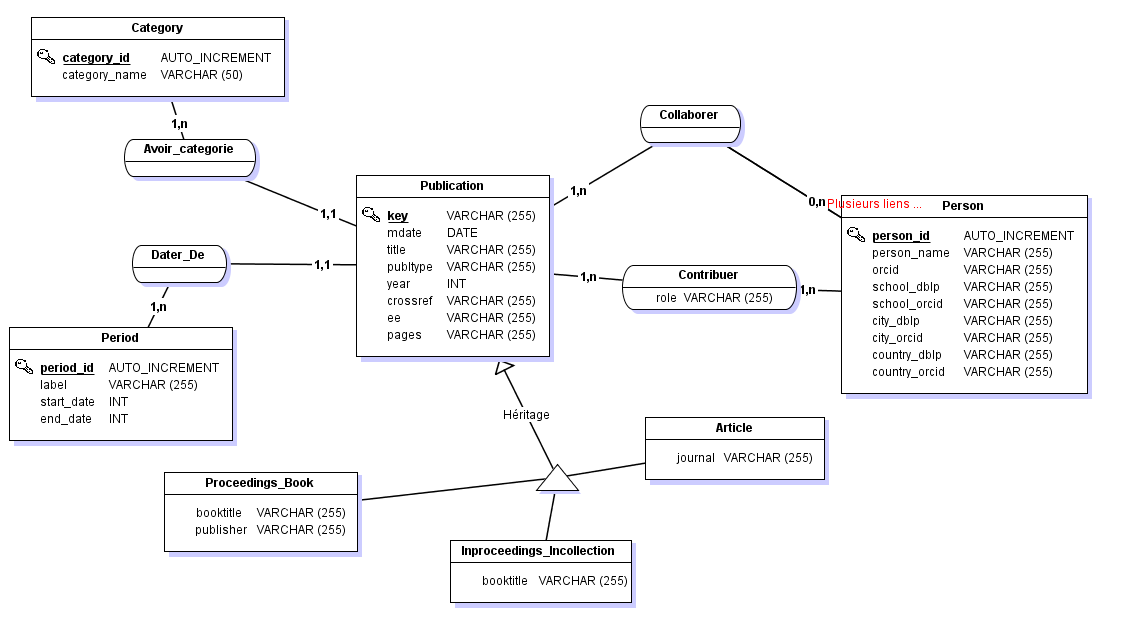 Category
category_id AUTO_INCREMENT
category_name VARCHAR (50)
1,n
Avoir_categorie
1,1
Collaborer
1,n
0,n
Plusieurs liens ...
Publication
key VARCHAR (255)
mdate DATE
title VARCHAR (255)
publtype VARCHAR (255)
year INT
crossref VARCHAR (255)
ee VARCHAR (255)
pages VARCHAR (255)
Person
person_id AUTO_INCREMENT
person_name VARCHAR (255)
orcid VARCHAR (255)
school_dblp VARCHAR (255)
school_orcid VARCHAR (255)
city_dblp VARCHAR (255)
city_orcid VARCHAR (255)
country_dblp VARCHAR (255)
country_orcid VARCHAR (255)
Dater_De
1,1
1,n
1,n
Contribuer
role VARCHAR (255)
1,n
Period
period_id AUTO_INCREMENT
label VARCHAR (255)
start_date INT
end_date INT
Héritage
Article
journal VARCHAR (255)
Proceedings_Book
booktitle VARCHAR (255)
publisher VARCHAR (255)
Inproceedings_Incollection
booktitle VARCHAR (255)